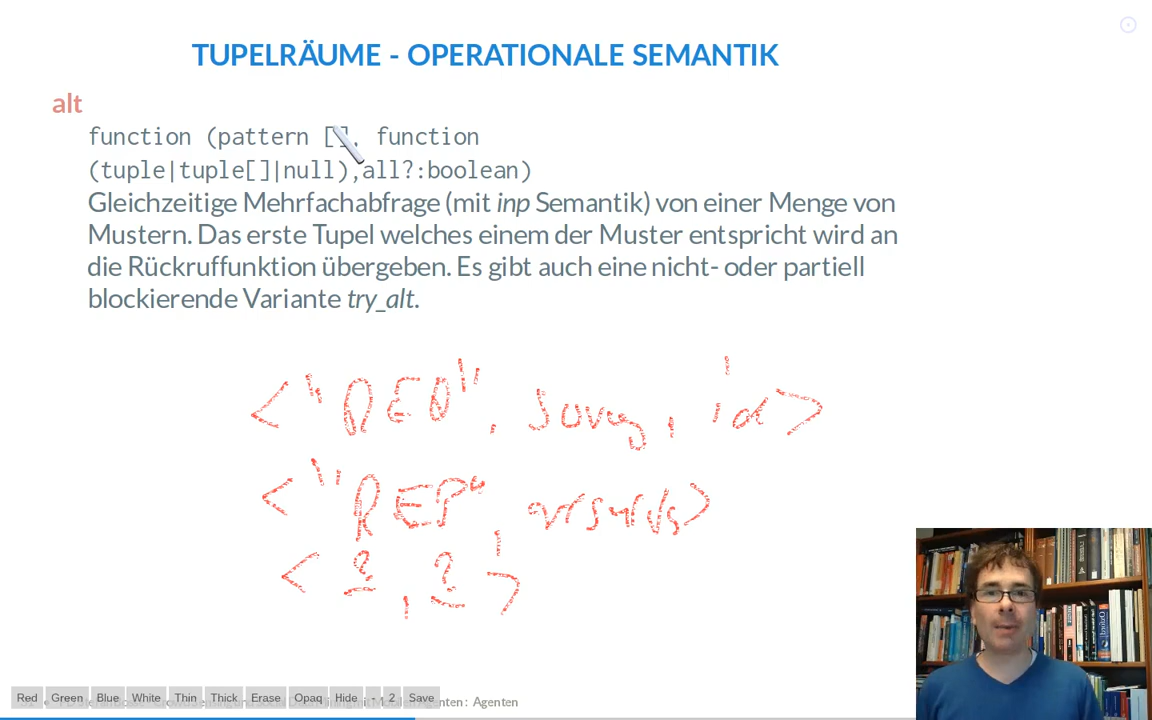 TUPELRÄUME - OPERATIONALE SEMANTIK
alt
function (pattern [], function
(tuple|tuple[]|null),all?:boolean)
Gleichzeitige Mehrfachabfrage (mit inp Semantik) von einer Menge von
Mustern. Das erste Tupel welches einem der Muster entspricht wird an
die Rückruffunktion übergeben. Es gibt auch eine nicht- oder partiell
blockierende Variante try_alt.
<"REQ", , id>
<"REP", >
<?, ?>
Red Green Blue White Thin Thick Erase Opaq Hide - 2 Save
: Agenten